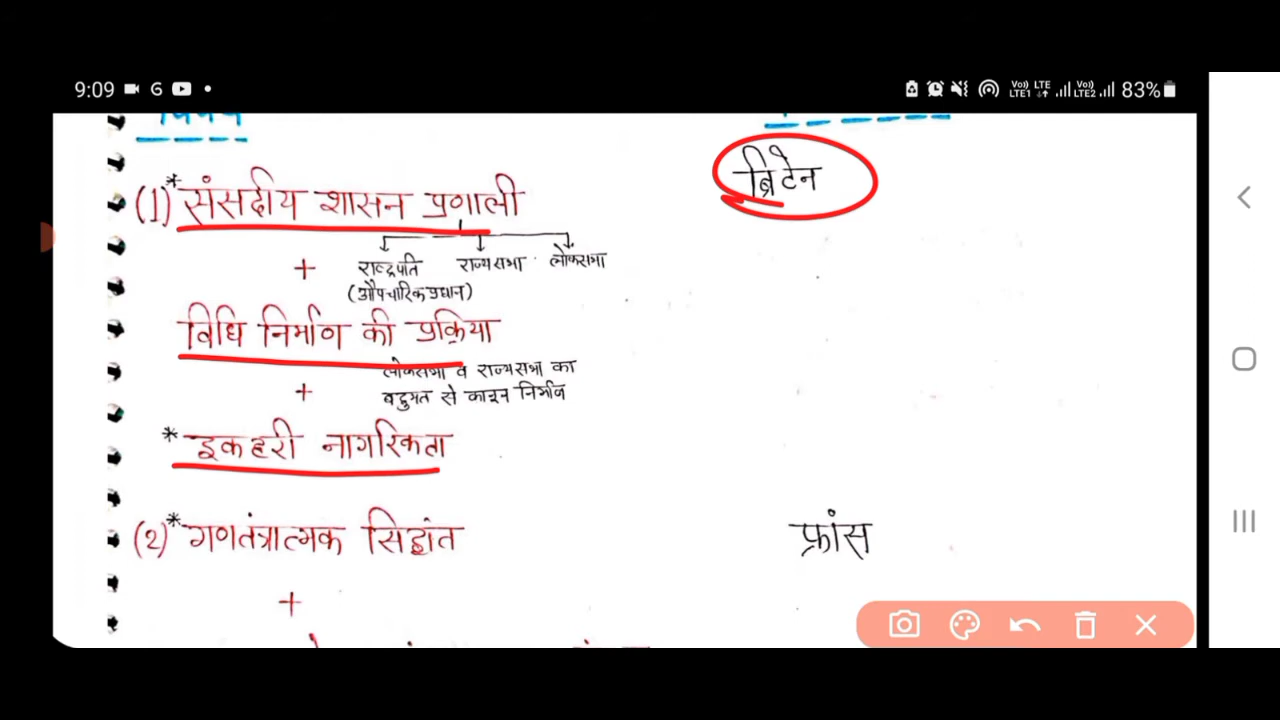 9:09 G 83%
विषय
(1)* संसदीय शासन प्रणाली ब्रिटेन
+ राष्ट्रपति राज्यसभा लोकसभा
(औपचारिक प्रधान)
विधि निर्माण की प्रक्रिया
लोकसभा व राज्यसभा का
+ बहुमत से कानून निर्माण
* इकहरी नागरिकता
(2)* गणतंत्रात्मक सिद्धांत फ्रांस
+